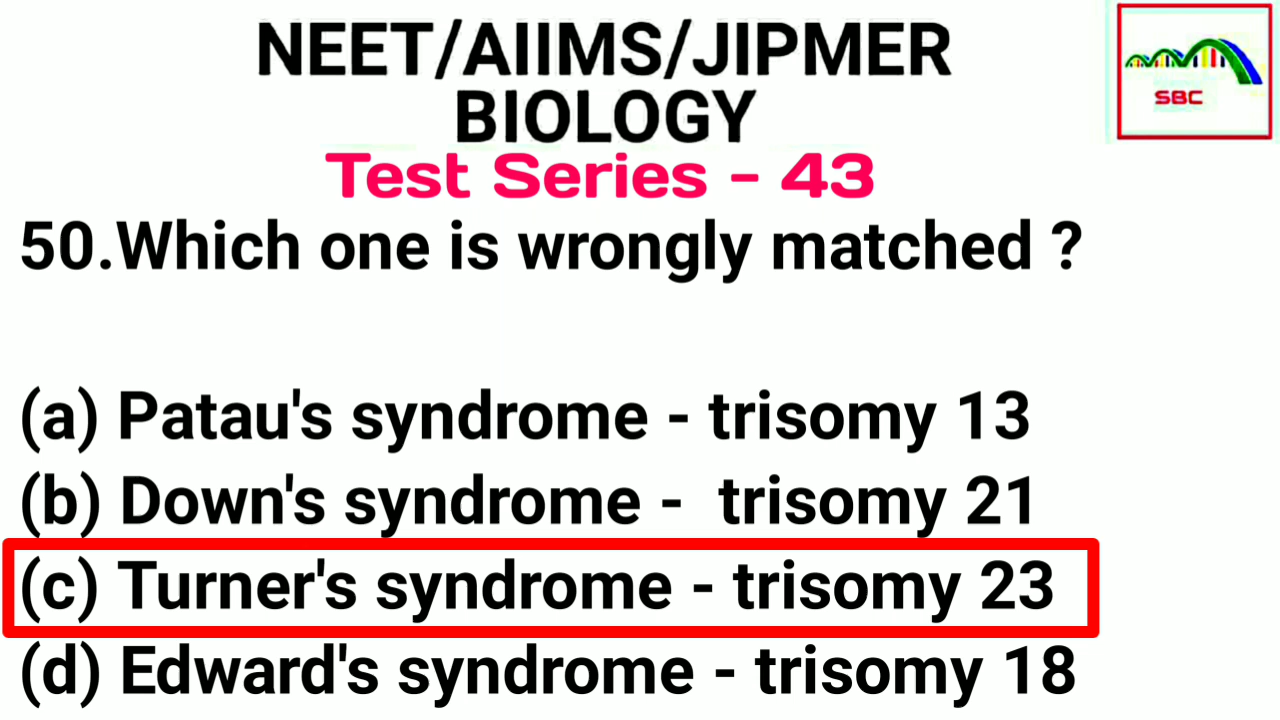 NEET/AIIMS/JIPMER
BIOLOGY
SBC
Test Series - 43
50.Which one is wrongly matched ?
(a) Patau's syndrome - trisomy 13
(b) Down's syndrome - trisomy 21
(c) Turner's syndrome - trisomy 23
(d) Edward's syndrome - trisomy 18